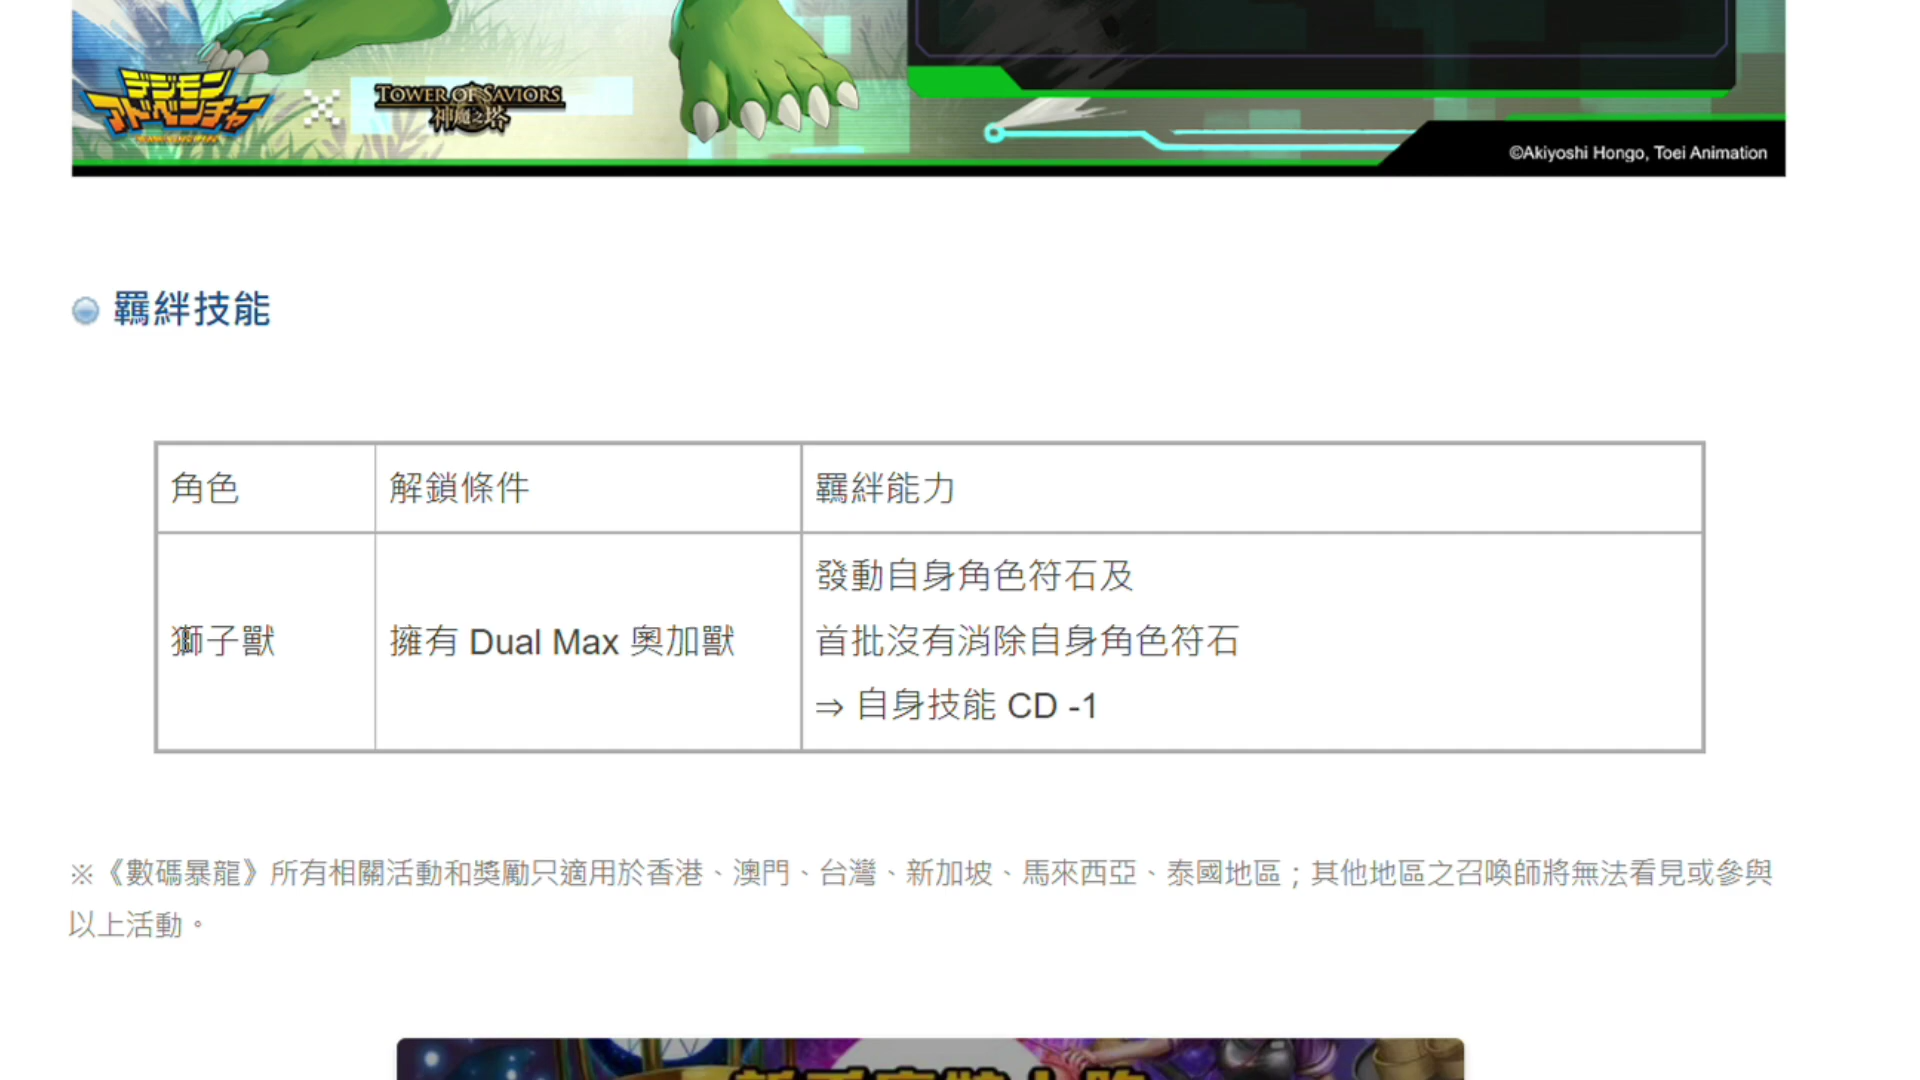 デジモン
アドベンチャー
TOWER OF SAVIORS
神魔之塔
©Akiyoshi Hongo, Toei Animation
羈絆技能
角色
解鎖條件
羈絆能力
獅子獸
擁有 Dual Max 奧加獸
發動自身角色符石及
首批沒有消除自身角色符石
⇒ 自身技能 CD -1
※《數碼暴龍》所有相關活動和獎勵只適用於香港、澳門、台灣、新加坡、馬來西亞、泰國地區；其他地區之召喚師將無法看見或參與
以上活動。